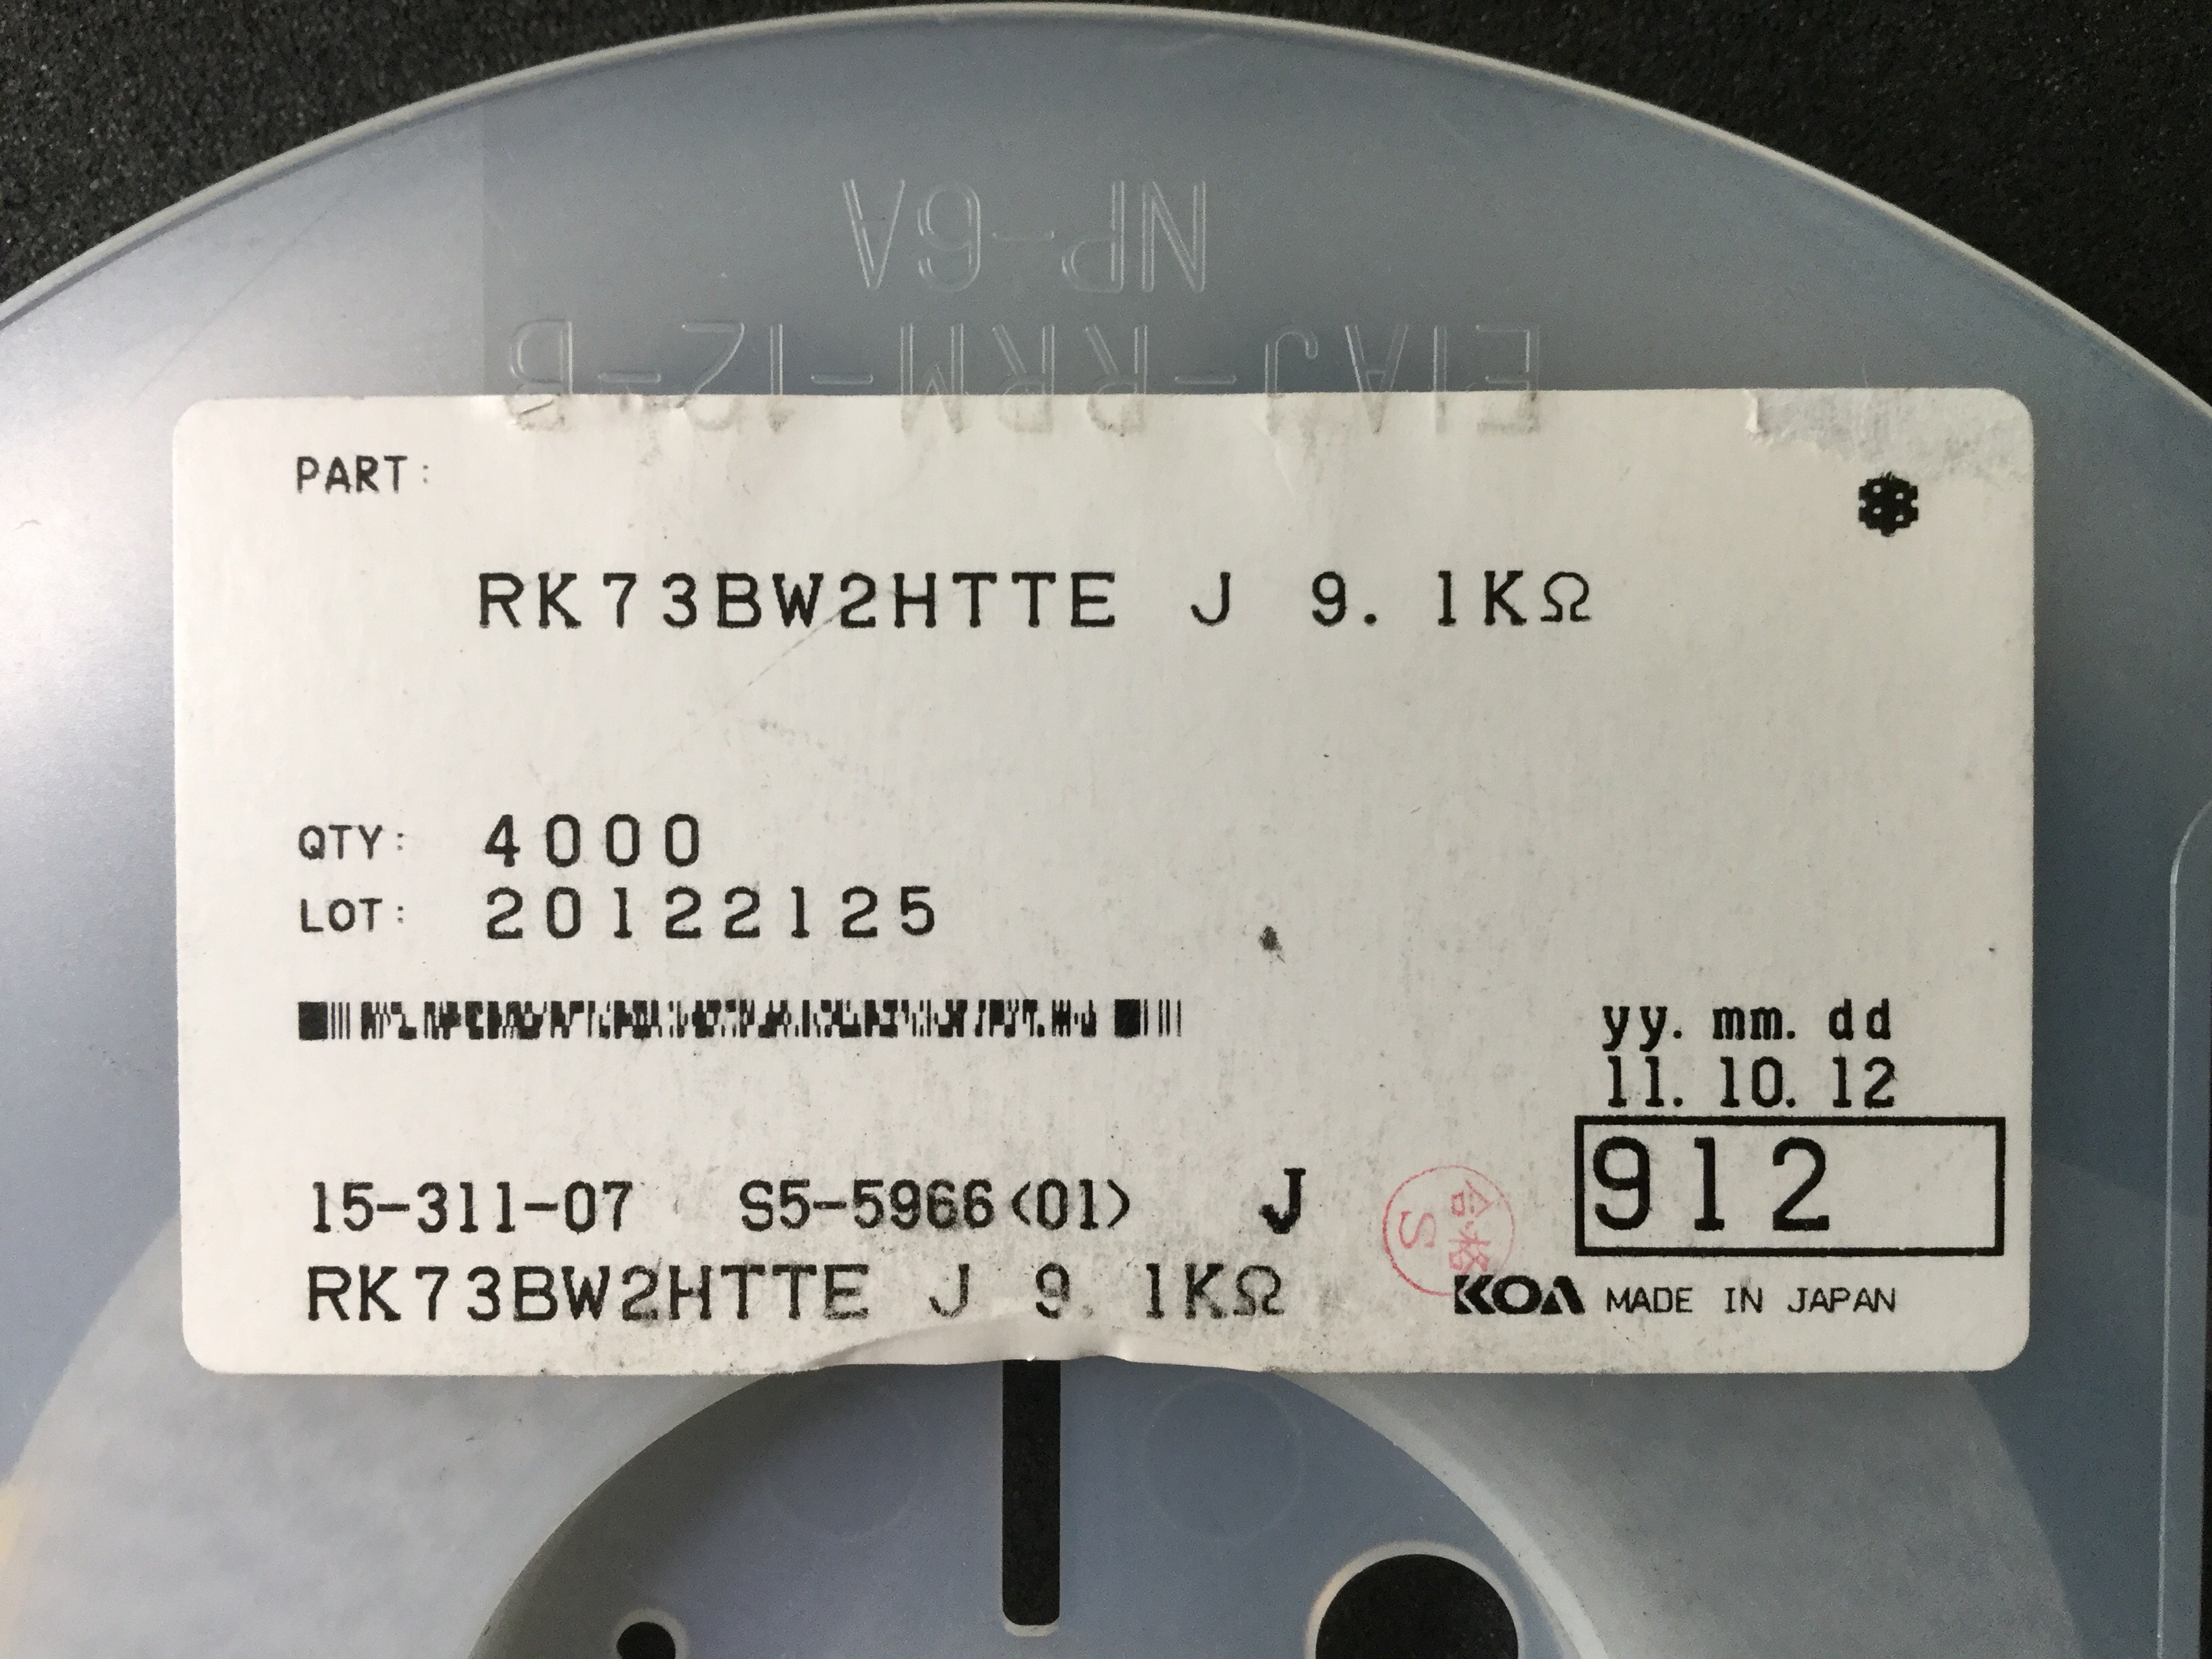 NP-6A
EIAJ-RRM-12-B
PART:
*
RK73BW2HTTE J 9.1KΩ
QTY: 4000
LOT: 20122125
yy.mm.dd
11.10.12
912
15-311-07 S5-5966<01> J
合格
S
RK73BW2HTTE J 9.1KΩ
KOA MADE IN JAPAN